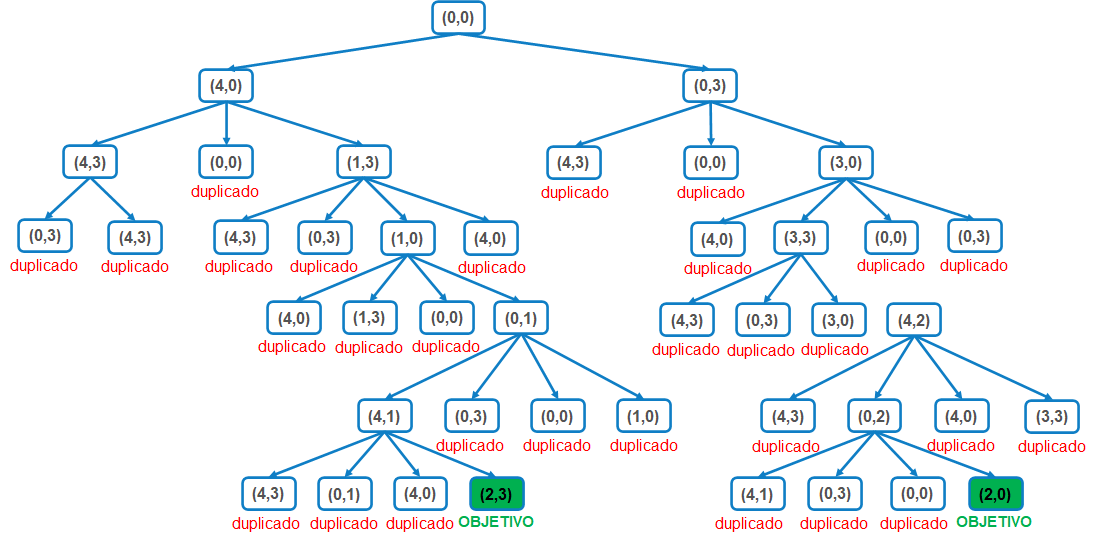 (0,0)
(4,0) (0,3)
(4,3) (0,0) (1,3) (4,3) (0,0) (3,0)
duplicado duplicado duplicado
(0,3) (4,3) (4,3) (0,3) (1,0) (4,0) (4,0) (3,3) (0,0) (0,3)
duplicado duplicado duplicado duplicado duplicado duplicado duplicado duplicado
(4,0) (1,3) (0,0) (0,1) (4,3) (0,3) (3,0) (4,2)
duplicado duplicado duplicado duplicado duplicado duplicado
(4,1) (0,3) (0,0) (1,0) (4,3) (0,2) (4,0) (3,3)
duplicado duplicado duplicado duplicado duplicado duplicado
(4,3) (0,1) (4,0) (2,3) (4,1) (0,3) (0,0) (2,0)
duplicado duplicado duplicado OBJETIVO duplicado duplicado duplicado OBJETIVO